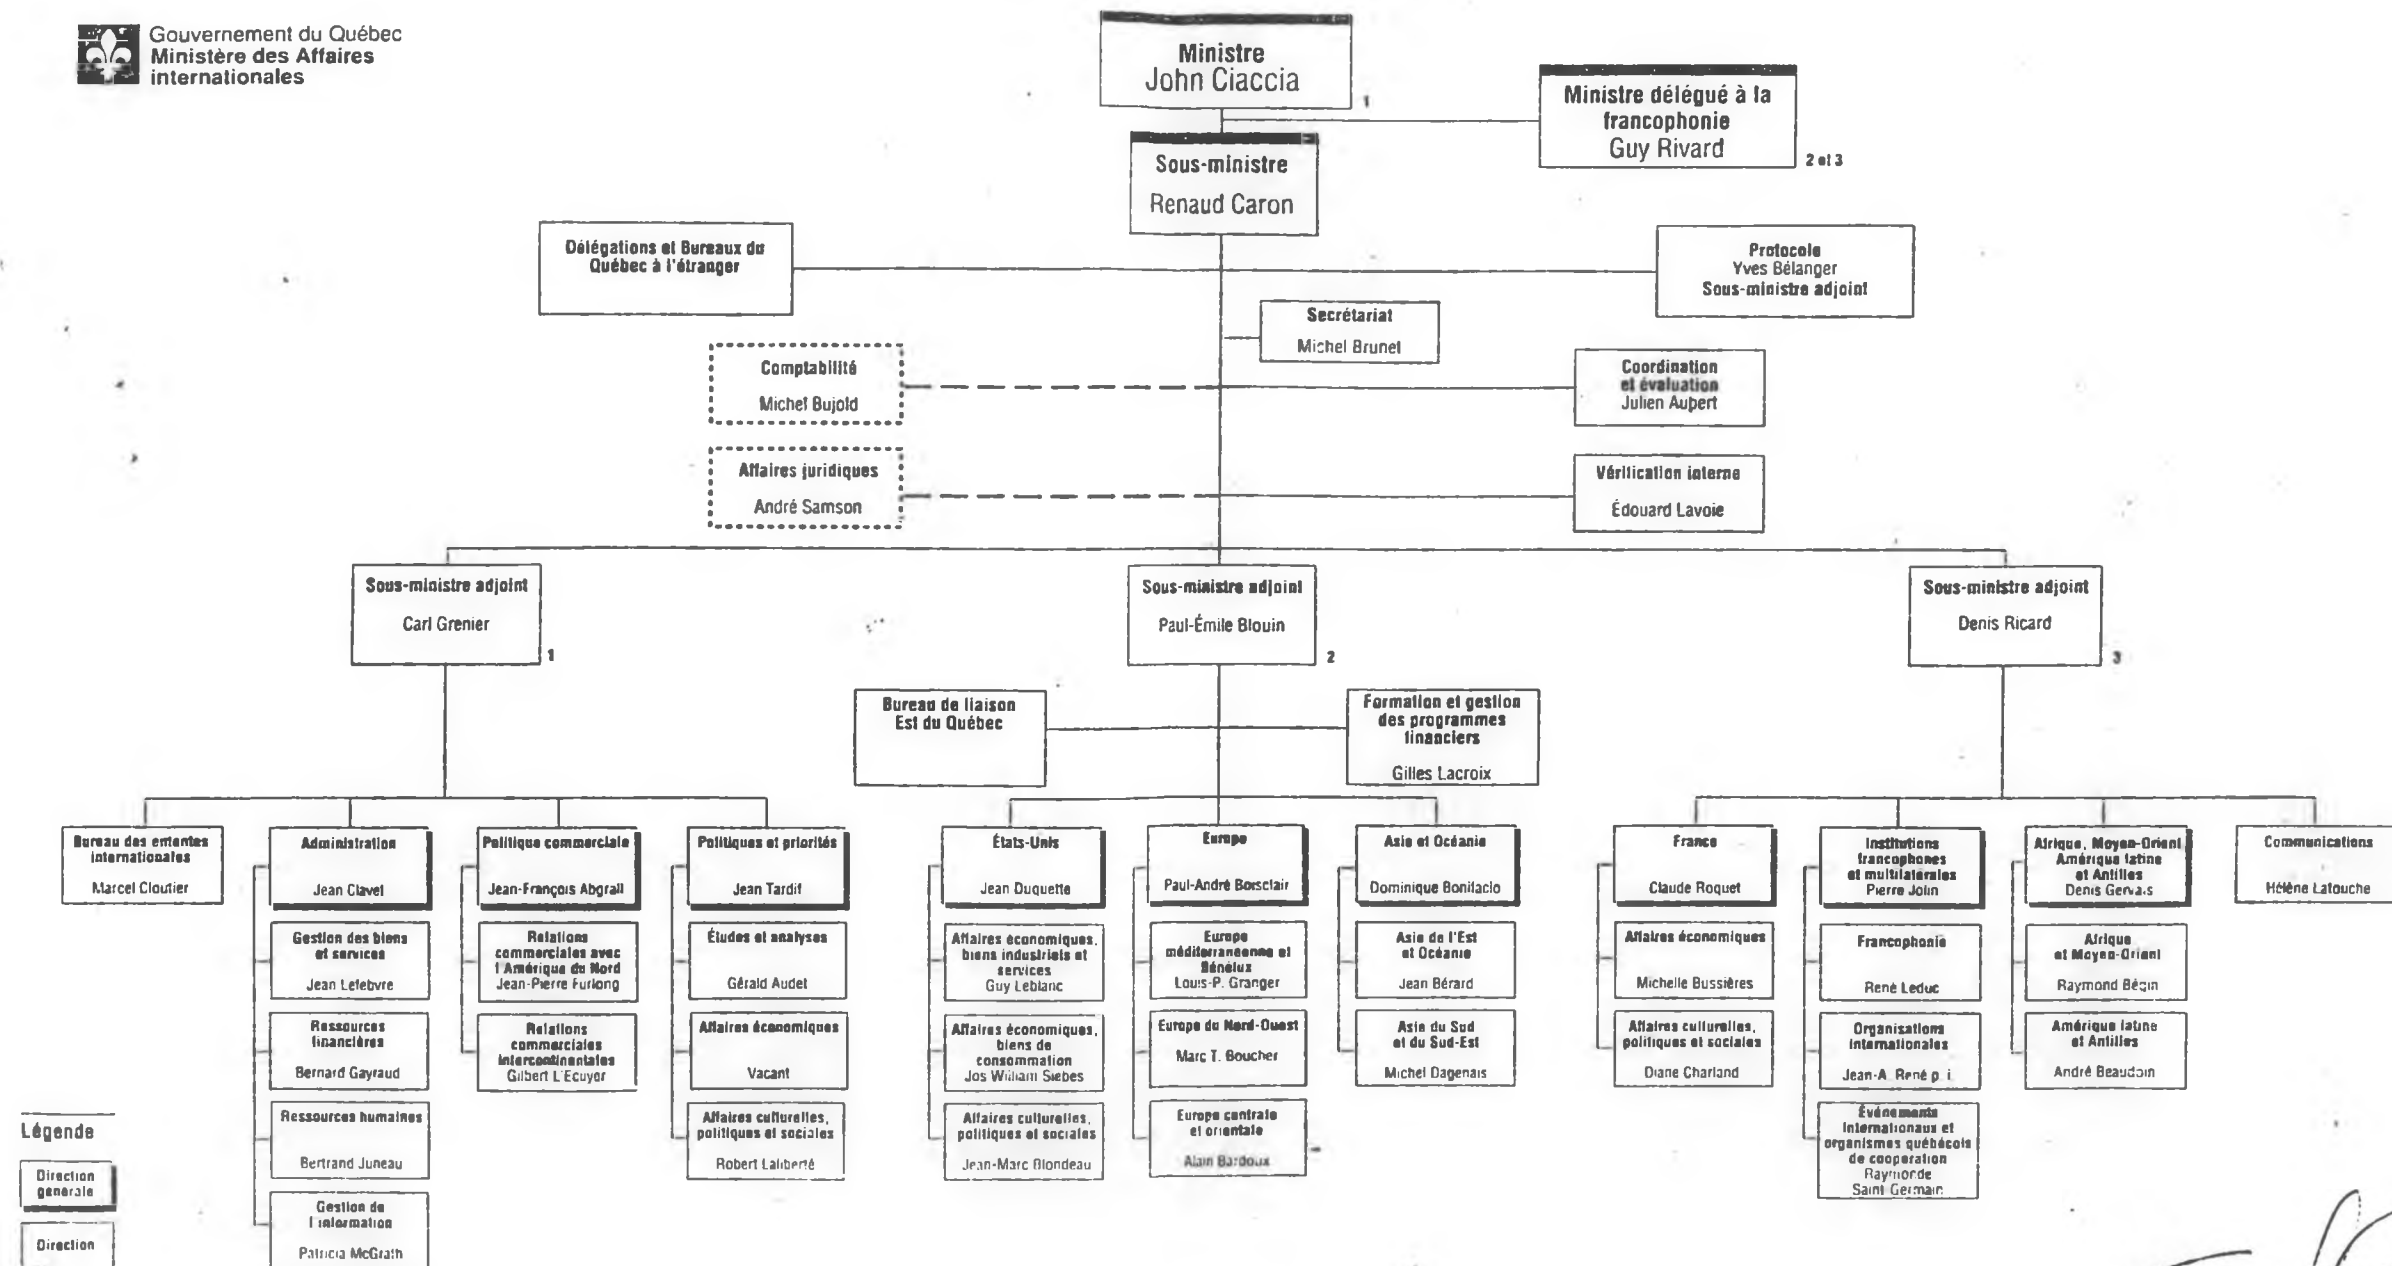 Gouvernement du Québec
Ministère des Affaires
internationales
Ministre
John Ciaccia
1
Ministre délégué à la
francophonie
Guy Rivard
2 et 3
Sous-ministre
Renaud Caron
Délégations et Bureaux du
Québec à l'étranger
Protocole
Yves Bélanger
Sous-ministre adjoint
Secrétariat
Michel Brunet
Comptabilité
Michel Bujold
Coordination
et évaluation
Julien Aubert
Affaires juridiques
André Samson
Vérification interne
Édouard Lavoie
Sous-ministre adjoint
Carl Grenier
1
Sous-ministre adjoint
Paul-Émile Blouin
2
Sous-ministre adjoint
Denis Ricard
3
Bureau de liaison
Est du Québec
Formation et gestion
des programmes
financiers
Gilles Lacroix
Bureau des ententes
internationales
Marcel Cloutier
Administration
Jean Clavet
Gestion des biens
et services
Jean Lefebvre
Ressources
financières
Bernard Gayraud
Ressources humaines
Bertrand Juneau
Gestion de
l'information
Patricia McGrath
Politique commerciale
Jean-François Abgrall
Relations
commerciales avec
l'Amérique du Nord
Jean-Pierre Furlong
Relations
commerciales
intercontinentales
Gilbert L'Ecuyer
Politiques et priorités
Jean Tardif
Études et analyses
Gérald Audet
Affaires économiques
Vacant
Affaires culturelles,
politiques et sociales
Robert Laliberté
États-Unis
Jean Duquette
Affaires économiques,
biens industriels et
services
Guy Leblanc
Affaires économiques,
biens de
consommation
Jos William Siebes
Affaires culturelles,
politiques et sociales
Jean-Marc Blondeau
Europe
Paul-André Boisclair
Europe
méditerranéenne et
Bénélux
Louis-P. Granger
Europe du Nord-Ouest
Marc T. Boucher
Europe centrale
et orientale
Alain Bardoux
Asie et Océanie
Dominique Bonifacio
Asie de l'Est
et Océanie
Jean Bérard
Asie du Sud
et du Sud-Est
Michel Dagenais
France
Claude Roquet
Affaires économiques
Michelle Bussières
Affaires culturelles,
politiques et sociales
Diane Charland
Institutions
francophones
et multilatérales
Pierre Jolin
Francophonie
René Leduc
Organisations
internationales
Jean-A. René p.i.
Événements
internationaux et
organismes québécois
de coopération
Raymonde
Saint Germain
Afrique, Moyen-Orient
Amérique latine
et Antilles
Denis Gervais
Afrique
et Moyen-Orient
Raymond Bégin
Amérique latine
et Antilles
André Beaudoin
Communications
Hélène Latouche
Légende
Direction
générale
Direction